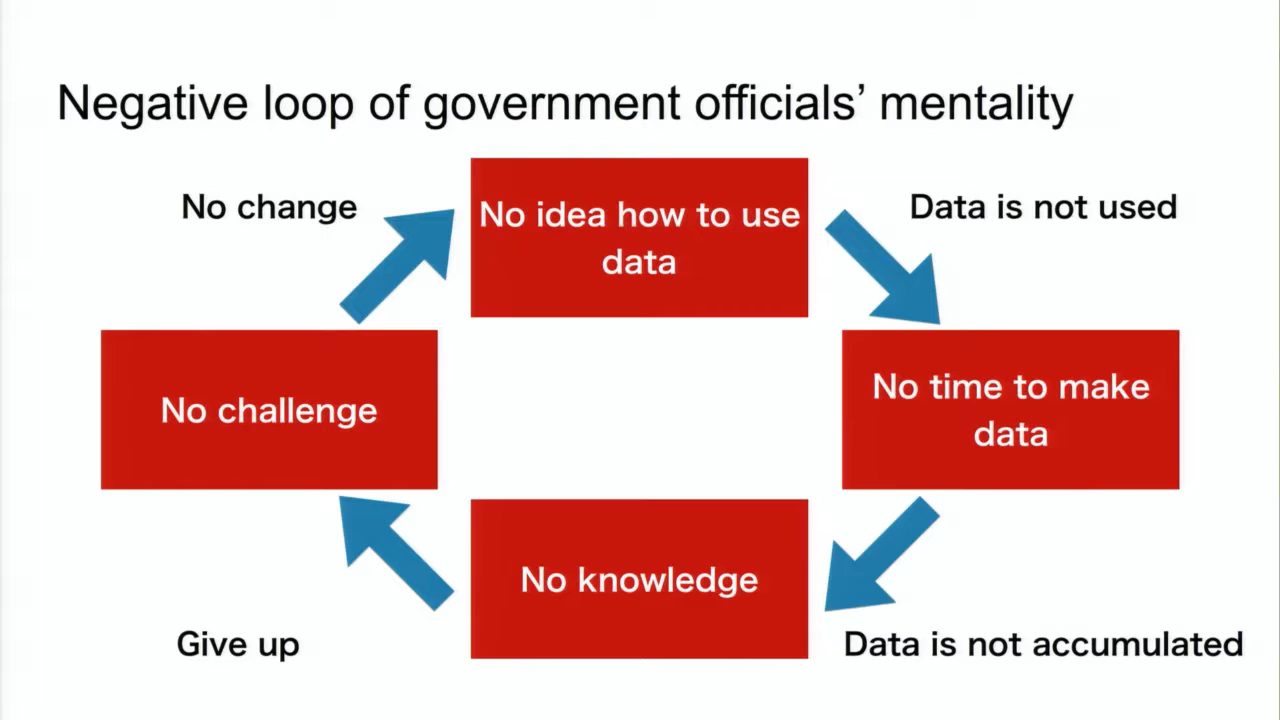 Negative loop of government officials’ mentality
No change
No idea how to use
data
Data is not used
No challenge
No time to make
data
No knowledge
Give up
Data is not accumulated